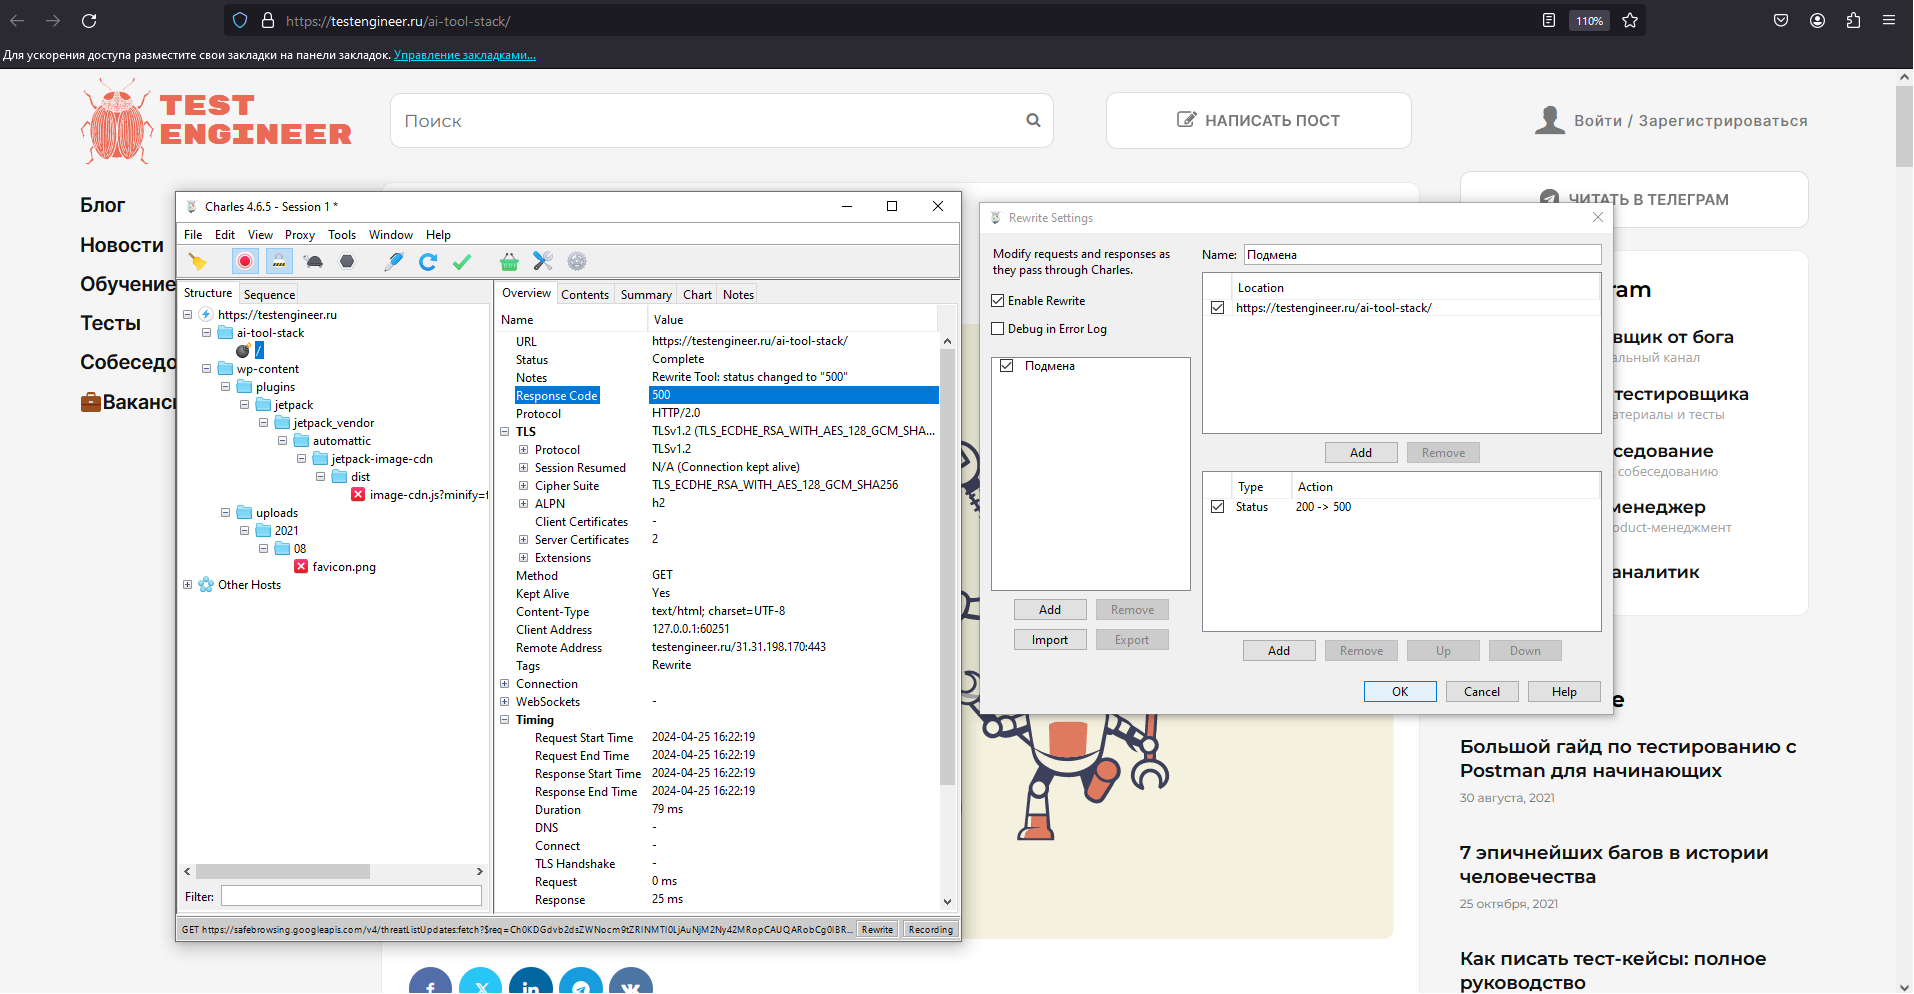 https://testengineer.ru/ai-tool-stack/
110%
Для ускорения доступа разместите свои закладки на панели закладок. Управление закладками...
TEST
ENGINEER
Поиск
НАПИСАТЬ ПОСТ
Войти / Зарегистрироваться
Блог
Новости
Обучение
Тесты
Собеседо
Ваканс
Charles 4.6.5 - Session 1 *
File Edit View Proxy Tools Window Help
Structure Sequence
https://testengineer.ru
ai-tool-stack
/
wp-content
plugins
jetpack
jetpack_vendor
automattic
jetpack-image-cdn
dist
image-cdn.js?minify=f
uploads
2021
08
favicon.png
Other Hosts
Filter:
Overview Contents Summary Chart Notes
Name Value
URL https://testengineer.ru/ai-tool-stack/
Status Complete
Notes Rewrite Tool: status changed to "500"
Response Code 500
Protocol HTTP/2.0
TLS TLSv1.2 (TLS_ECDHE_RSA_WITH_AES_128_GCM_SHA...
Protocol TLSv1.2
Session Resumed N/A (Connection kept alive)
Cipher Suite TLS_ECDHE_RSA_WITH_AES_128_GCM_SHA256
ALPN h2
Client Certificates -
Server Certificates 2
Extensions
Method GET
Kept Alive Yes
Content-Type text/html; charset=UTF-8
Client Address 127.0.0.1:60251
Remote Address testengineer.ru/31.31.198.170:443
Tags Rewrite
Connection
WebSockets -
Timing
Request Start Time 2024-04-25 16:22:19
Request End Time 2024-04-25 16:22:19
Response Start Time 2024-04-25 16:22:19
Response End Time 2024-04-25 16:22:19
Duration 79 ms
DNS -
Connect -
TLS Handshake -
Request 0 ms
Response 25 ms
Rewrite Recording
Rewrite Settings
Modify requests and responses as
they pass through Charles.
Enable Rewrite
Debug in Error Log
Подмена
Add Remove
Import Export
Name: Подмена
Location
https://testengineer.ru/ai-tool-stack/
Add Remove
Type Action
Status 200 -> 500
Add Remove Up Down
OK Cancel Help
ЧИТАТЬ В ТЕЛЕГРАМ
ram
вщик от бога
альный канал
тестировщика
атериалы и тесты
седование
собеседованию
менеджер
oduct-менеджмент
аналитик
е
Большой гайд по тестированию с
Postman для начинающих
30 августа, 2021
7 эпичнейших багов в истории
человечества
25 октября, 2021
Как писать тест-кейсы: полное
руководство